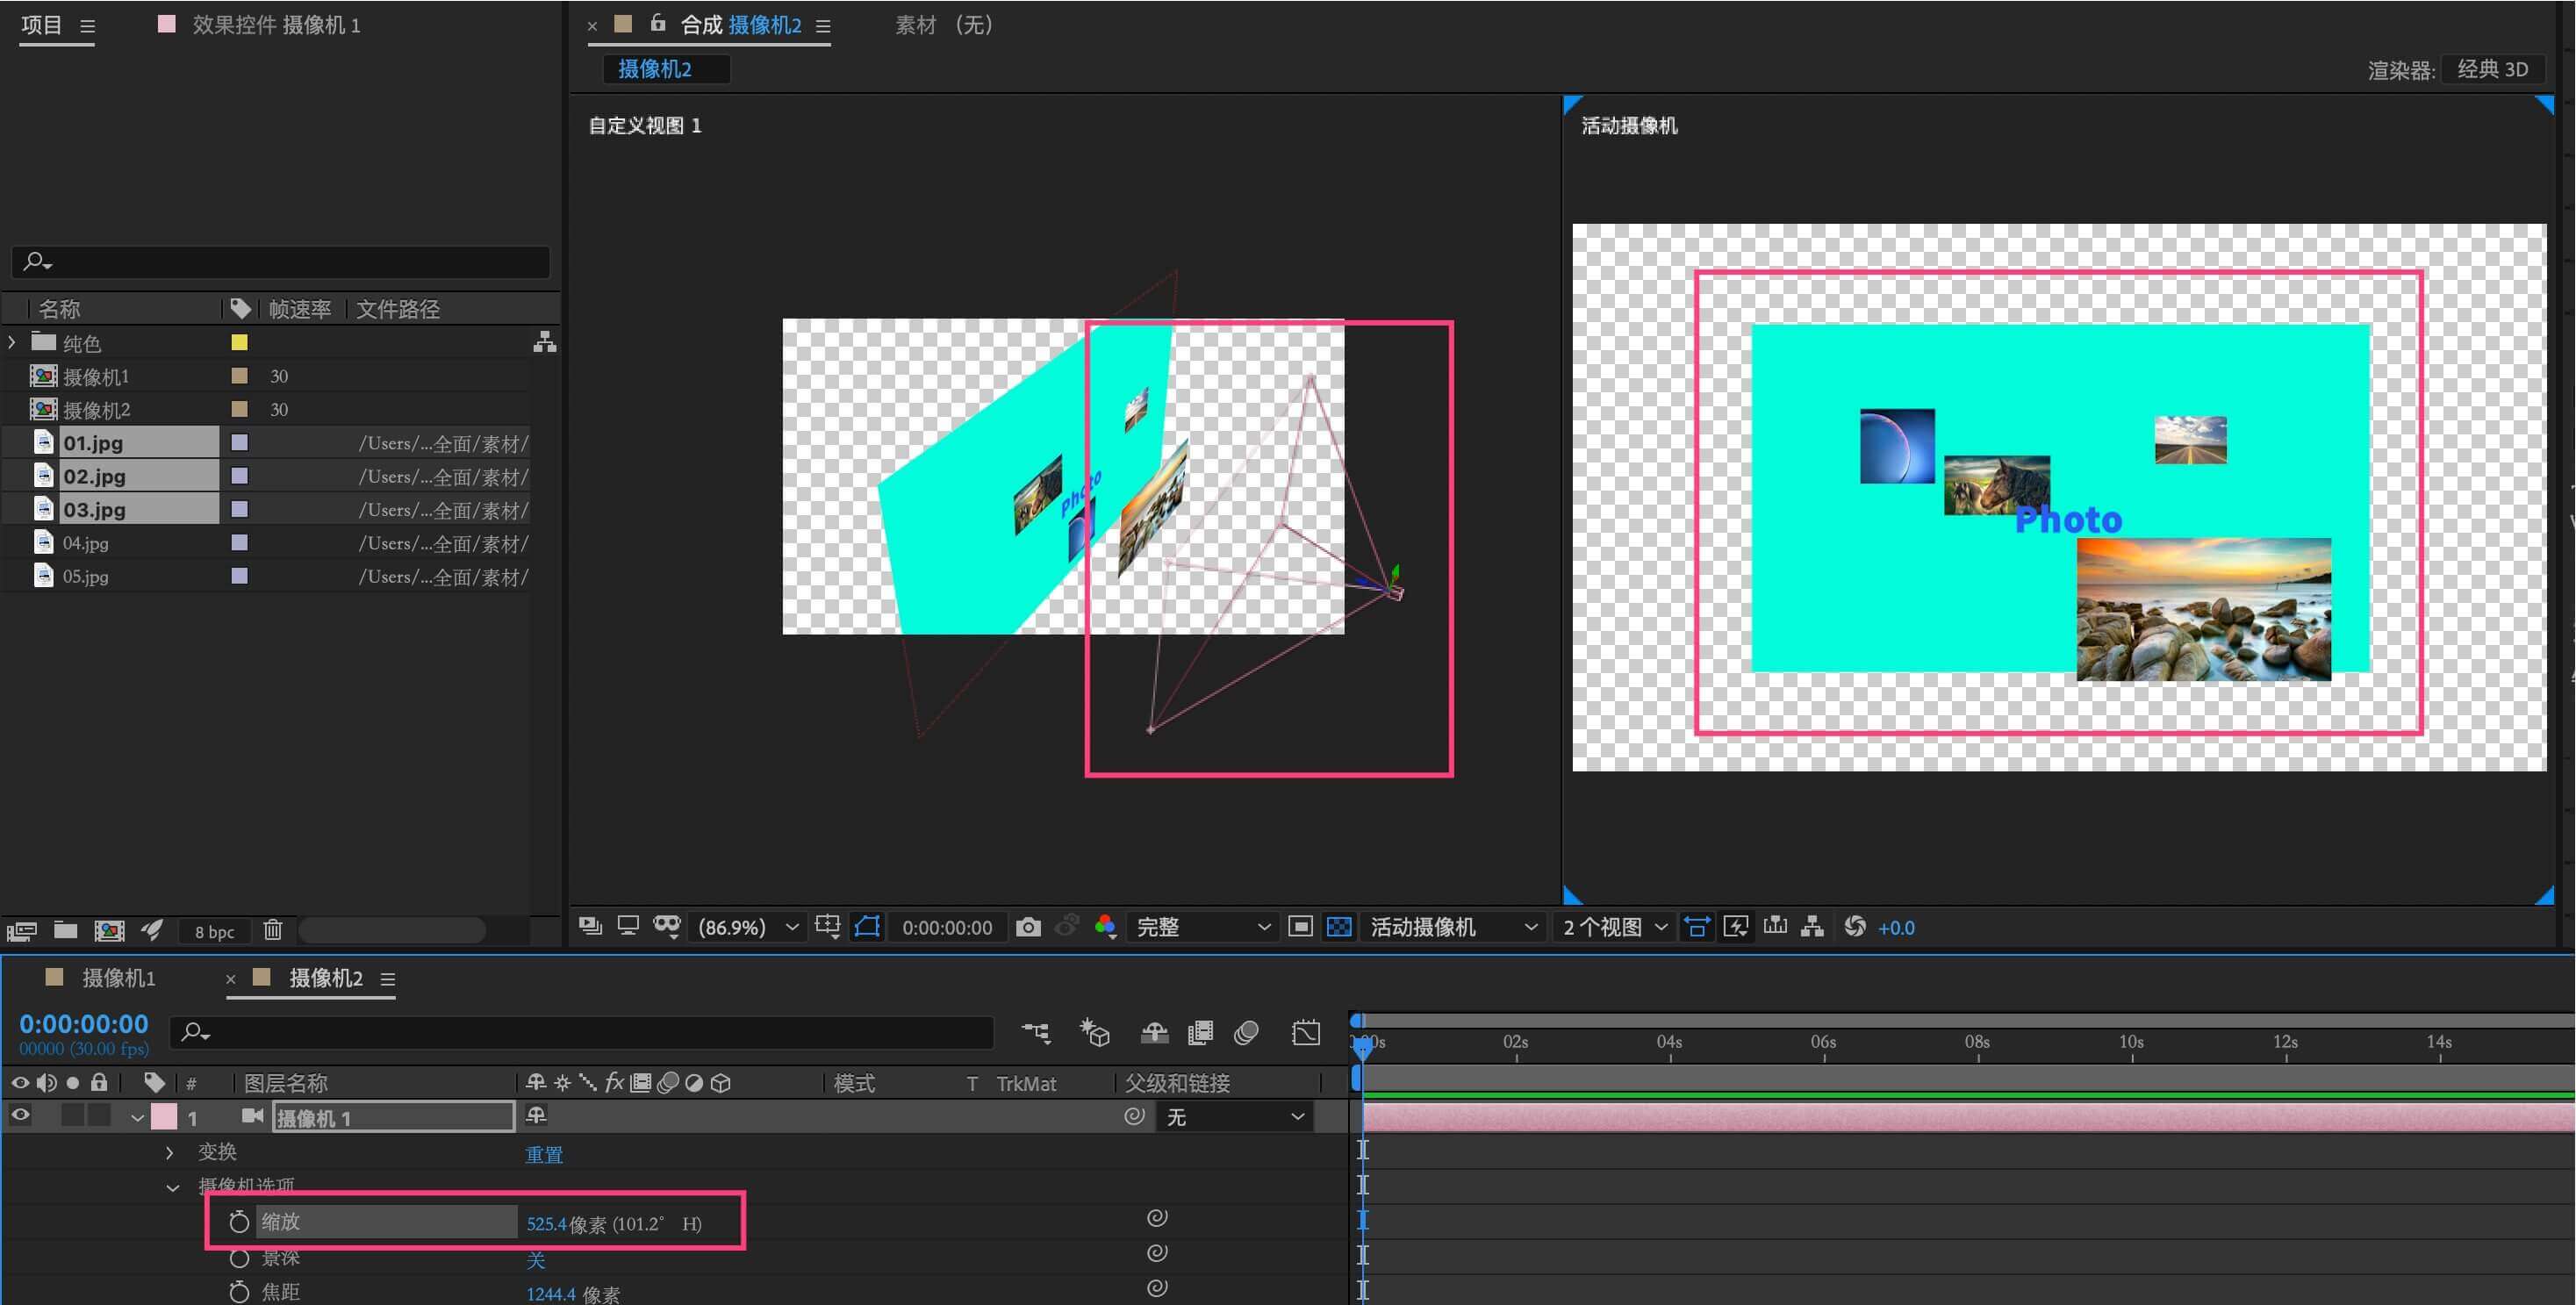 项目
效果控件 摄像机 1
合成 摄像机2
素材 (无)
摄像机2
渲染器: 经典 3D
自定义视图 1
活动摄像机
名称 帧速率 文件路径
纯色
摄像机1 30
摄像机2 30
01.jpg /Users/...全面/素材/
02.jpg /Users/...全面/素材/
03.jpg /Users/...全面/素材/
04.jpg /Users/...全面/素材/
05.jpg /Users/...全面/素材/
Photo
Photo
8 bpc
(86.9%) 0:00:00:00 完整 活动摄像机 2 个视图 +0.0
摄像机1
摄像机2
0:00:00:00
00000 (30.00 fps)
02s 04s 06s 08s 10s 12s 14s
# 图层名称 fx 模式 T TrkMat 父级和链接
1 摄像机 1 无
变换 重置
摄像机选项
缩放 525.4像素 (101.2° H)
景深 关
焦距 1244.4 像素